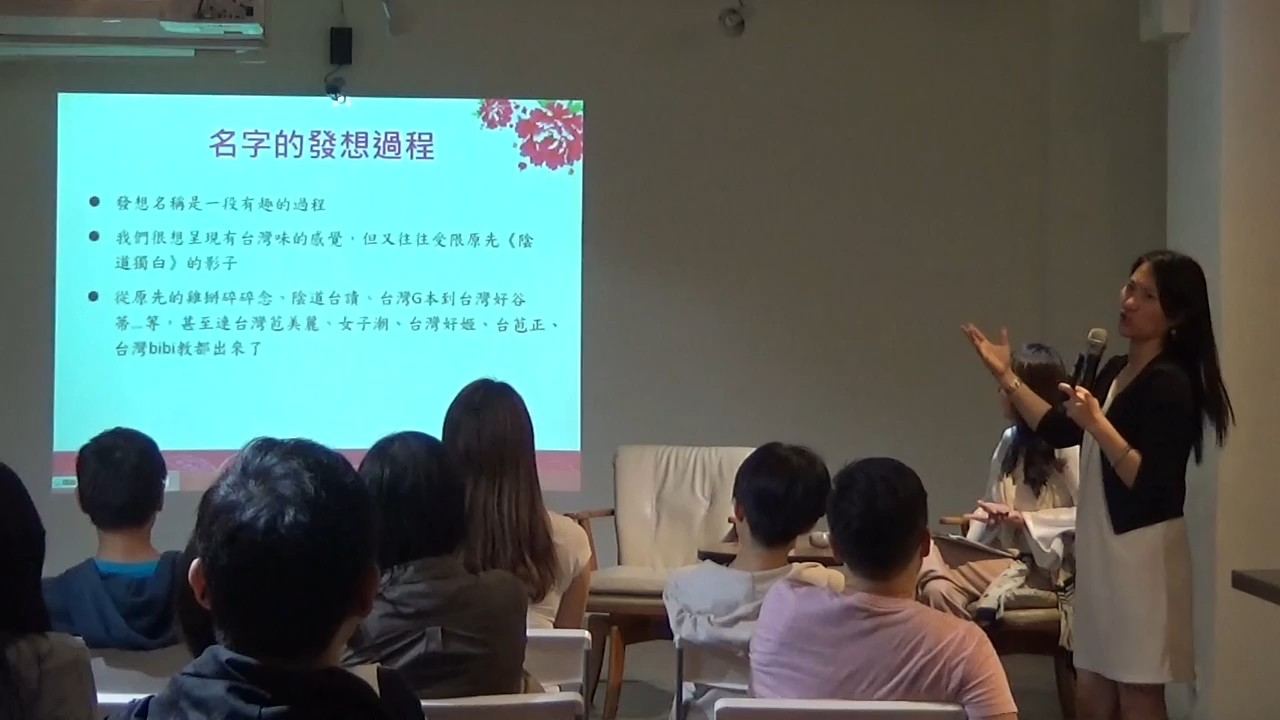 名字的發想過程
發想名稱是一段有趣的過程
我們很想呈現有台灣味的感覺,但又往往受限原先《陰
道獨白》的影子
從原先的雞掰碎碎念、陰道台讀、台灣G本到台灣好谷
蒂…等,甚至連台灣芭美麗、女子潮、台灣好婭、台芭正、
台灣bibi教都出來了